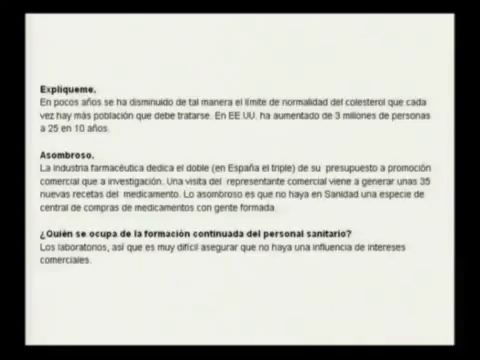 Explíqueme.
En pocos años se ha disminuido de tal manera el límite de normalidad del colesterol que cada
vez hay más población que debe tratarse. En EE.UU. ha aumentado de 3 millones de personas
a 25 en 10 años.
Asombroso.
La industria farmacéutica dedica el doble (en España el triple) de su presupuesto a promoción
comercial que a investigación. Una visita del representante comercial viene a generar unas 35
nuevas recetas del medicamento. Lo asombroso es que no haya en Sanidad una especie de
central de compras de medicamentos con gente formada.
¿Quién se ocupa de la formación continuada del personal sanitario?
Los laboratorios, así que es muy difícil asegurar que no haya una influencia de intereses
comerciales.